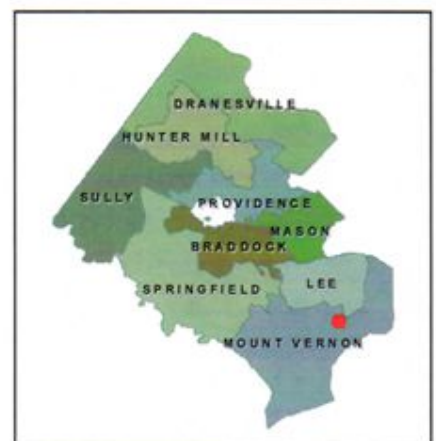 DRANESVILLE
HUNTER MILL
SULLY
PROVIDENCE
MASON
BRADDOCK
LEE
SPRINGFIELD
MOUNT VERNON